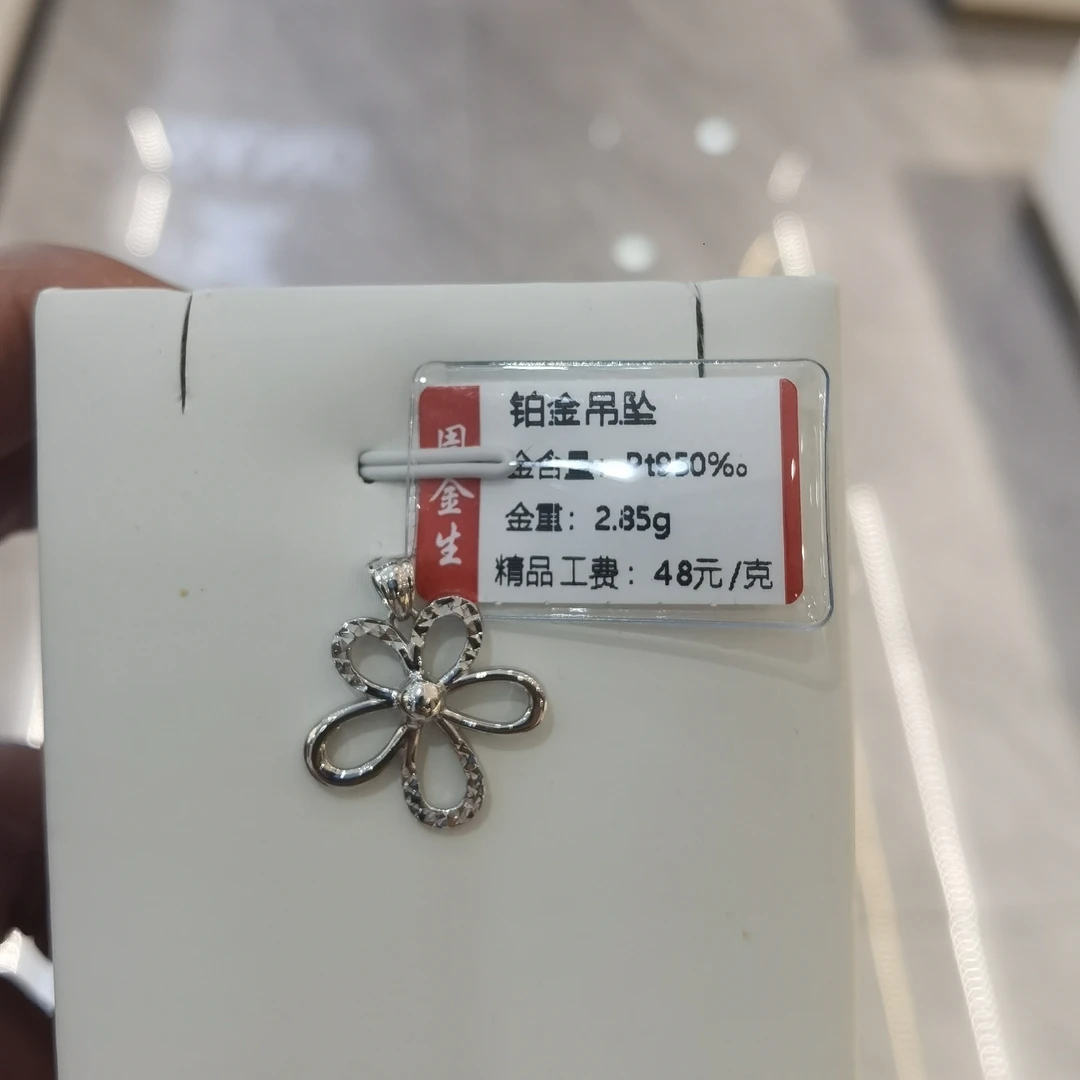 周金生
铂金吊坠
金含量：Pt950‰
金重：2.85g
精品工费：48元/克